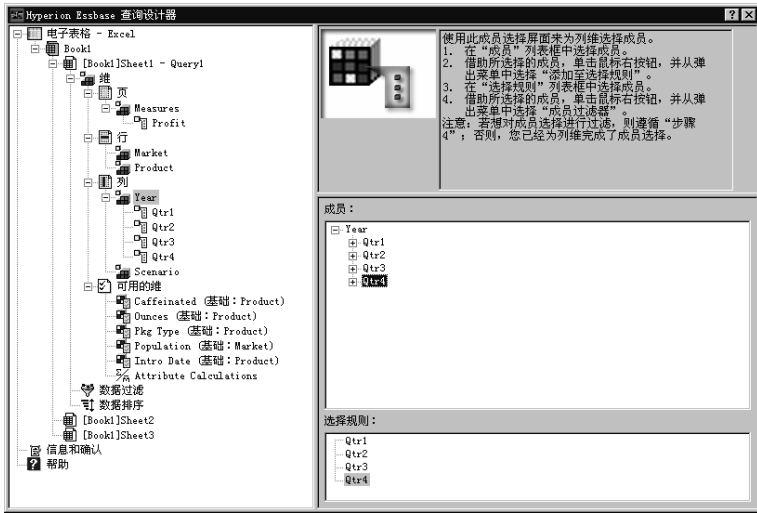 Hyperion Essbase 查询设计器
电子表格 - Excel
Book1
[Book1]Sheet1 - Query1
维
页
Measures
Profit
行
Market
Product
列
Year
Qtr1
Qtr2
Qtr3
Qtr4
Scenario
可用的维
Caffeinated (基础：Product)
Ounces (基础：Product)
Pkg Type (基础：Product)
Population (基础：Market)
Intro Date (基础：Product)
Attribute Calculations
数据过滤
数据排序
[Book1]Sheet2
[Book1]Sheet3
信息和确认
帮助
使用此成员选择屏面来为列维选择成员。
1. 在“成员”列表框中选择成员。
2. 借助所选择的成员，单击鼠标右按钮，并从弹
出菜单中选择“添加至选择规则”。
3. 在“选择规则”列表框中选择成员。
4. 借助所选择的成员，单击鼠标右按钮，并从弹
出菜单中选择“成员过滤器”。
注意：若想对成员选择进行过滤，则遵循“步骤
4”；否则，您已经为列维完成了成员选择。
成员：
Year
Qtr1
Qtr2
Qtr3
Qtr4
选择规则：
Qtr1
Qtr2
Qtr3
Qtr4